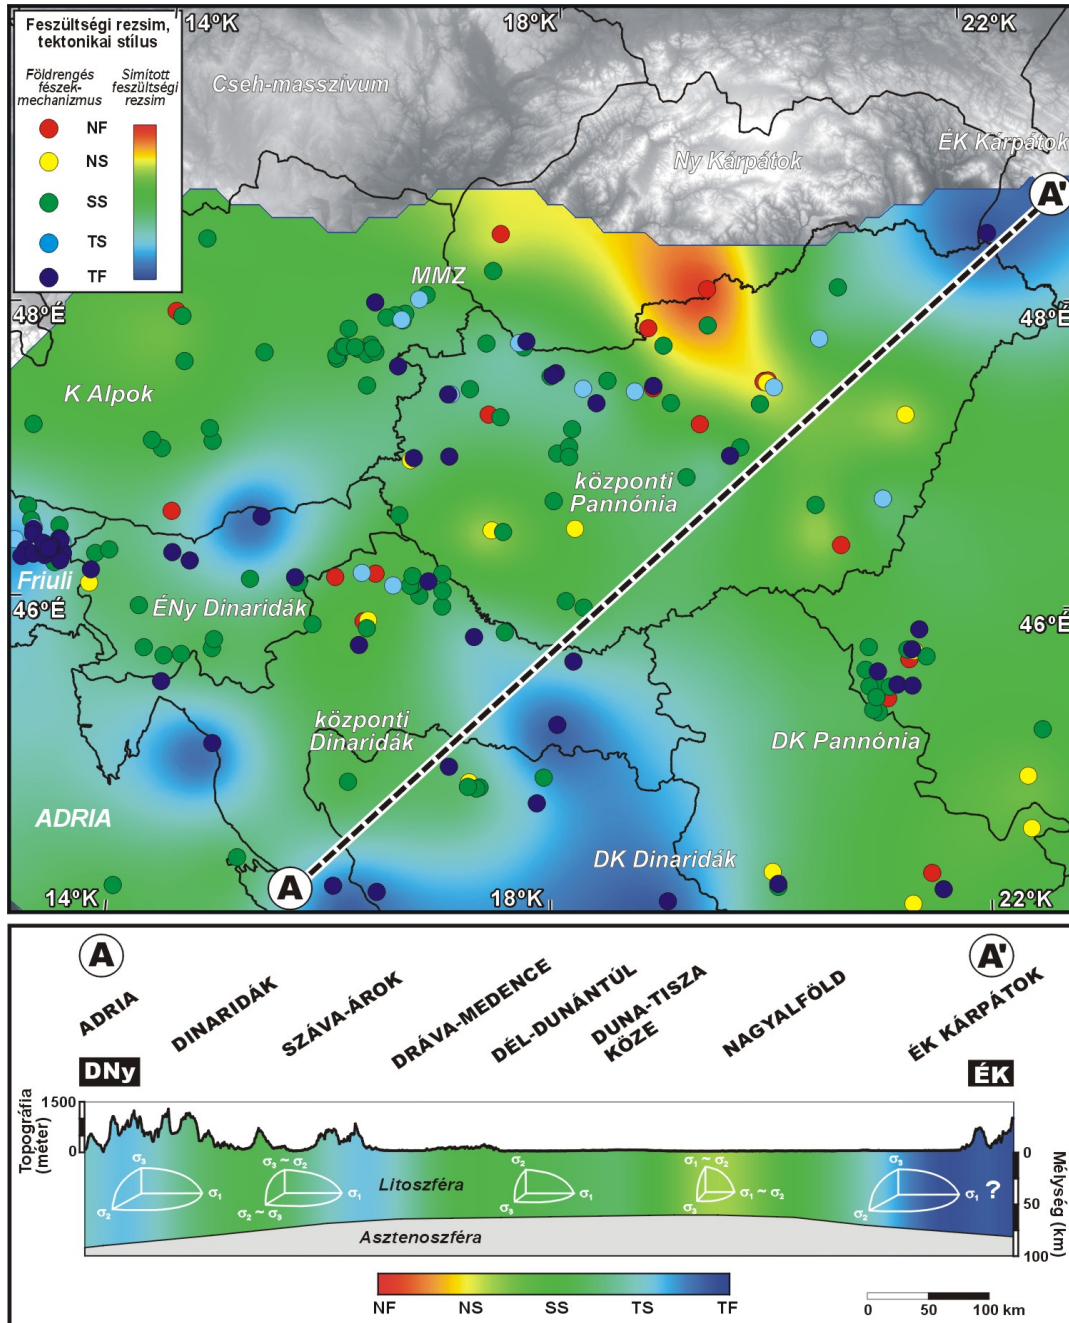 Feszültségi rezsim,
tektonikai stílus
Földrengés
fészek-
mechanizmus
Simított
feszültségi
rezsim
NF
NS
SS
TS
TF
14°K
18°K
22°K
Cseh-masszívum
Ny Kárpátok
ÉK Kárpátok
A'
MMZ
48°É
48°É
K Alpok
központi
Pannónia
Friuli
46°É
ÉNy Dinaridák
46°É
központi
Dinaridák
DK Pannónia
ADRIA
DK Dinaridák
A
14°K
18°K
22°K
A
A'
ADRIA
DINARIDÁK
SZÁVA-ÁROK
DRÁVA-MEDENCE
DÉL-DUNÁNTÚL
DUNA-TISZA
KÖZE
NAGYALFÖLD
ÉK KÁRPÁTOK
DNy
ÉK
Topográfia
(méter)
1500
0
σ3
σ1
σ2
σ3 ~ σ2
σ1
σ2 ~ σ3
σ2
σ1
σ3
σ1 ~ σ2
σ1 ~ σ2
σ3
σ3
σ1
σ2
?
Litoszféra
Asztenoszféra
0
50
100
Mélység (km)
NF
NS
SS
TS
TF
0
50
100 km